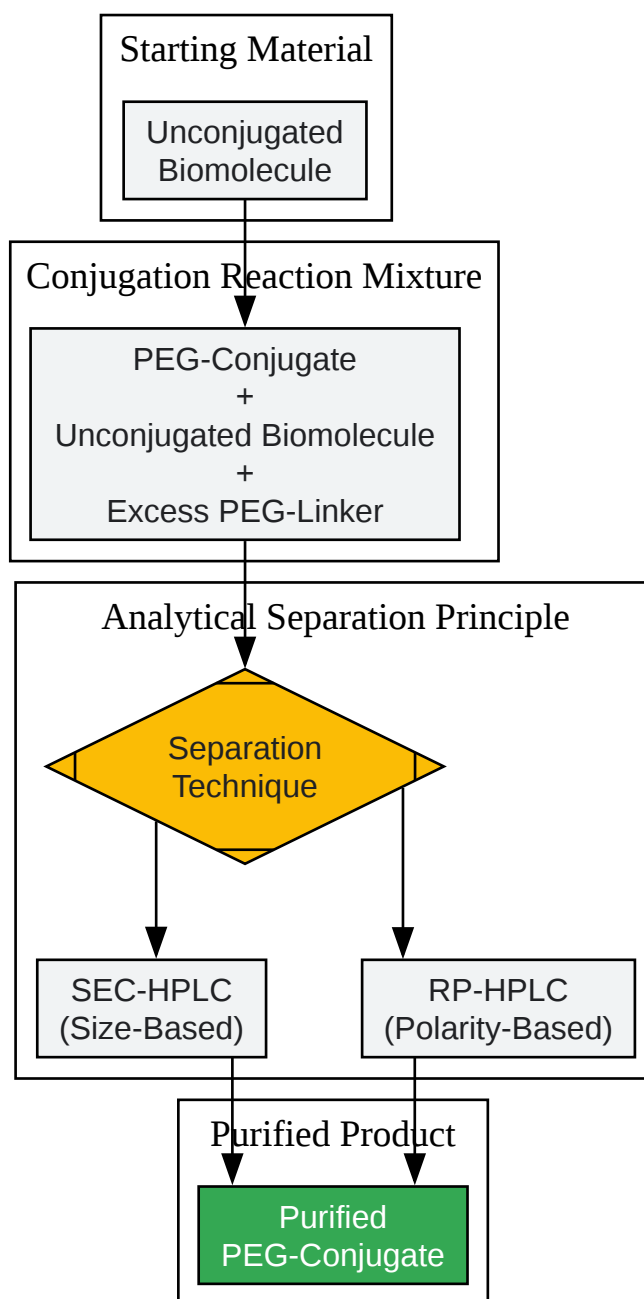 Starting Material
Unconjugated
Biomolecule
Conjugation Reaction Mixture
PEG-Conjugate
+
Unconjugated Biomolecule
+
Excess PEG-Linker
Analytical Separation Principle
Separation
Technique
SEC-HPLC
(Size-Based)
RP-HPLC
(Polarity-Based)
Purified Product
Purified
PEG-Conjugate